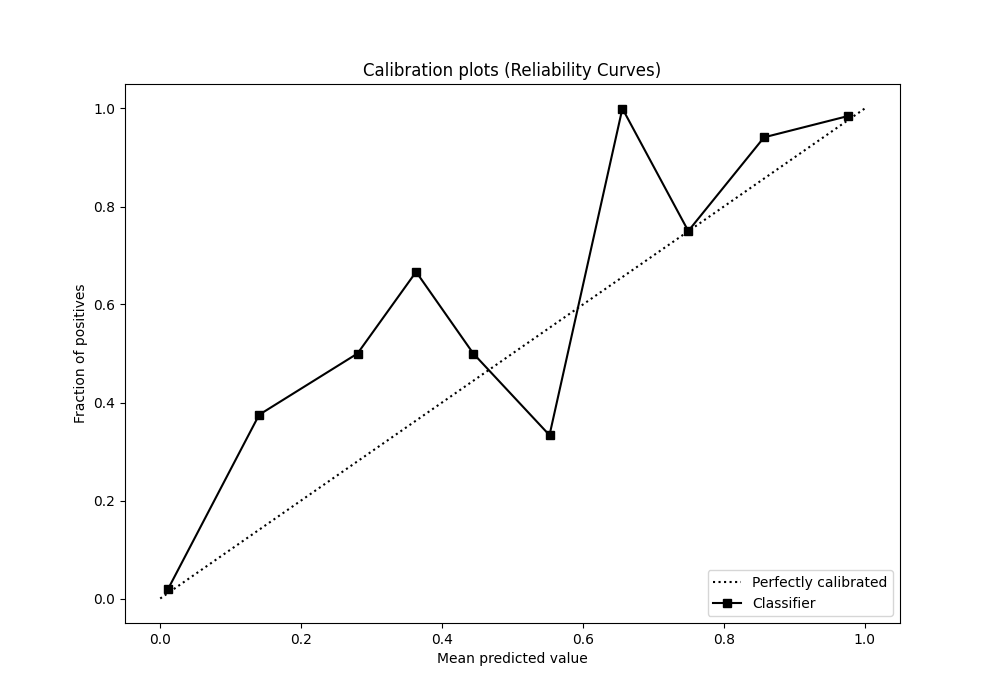 Calibration plots (Reliability Curves)
1.0
0.8
0.6
0.4
0.2
0.0
Fraction of positives
0.0 0.2 0.4 0.6 0.8 1.0
Mean predicted value
Perfectly calibrated
Classifier